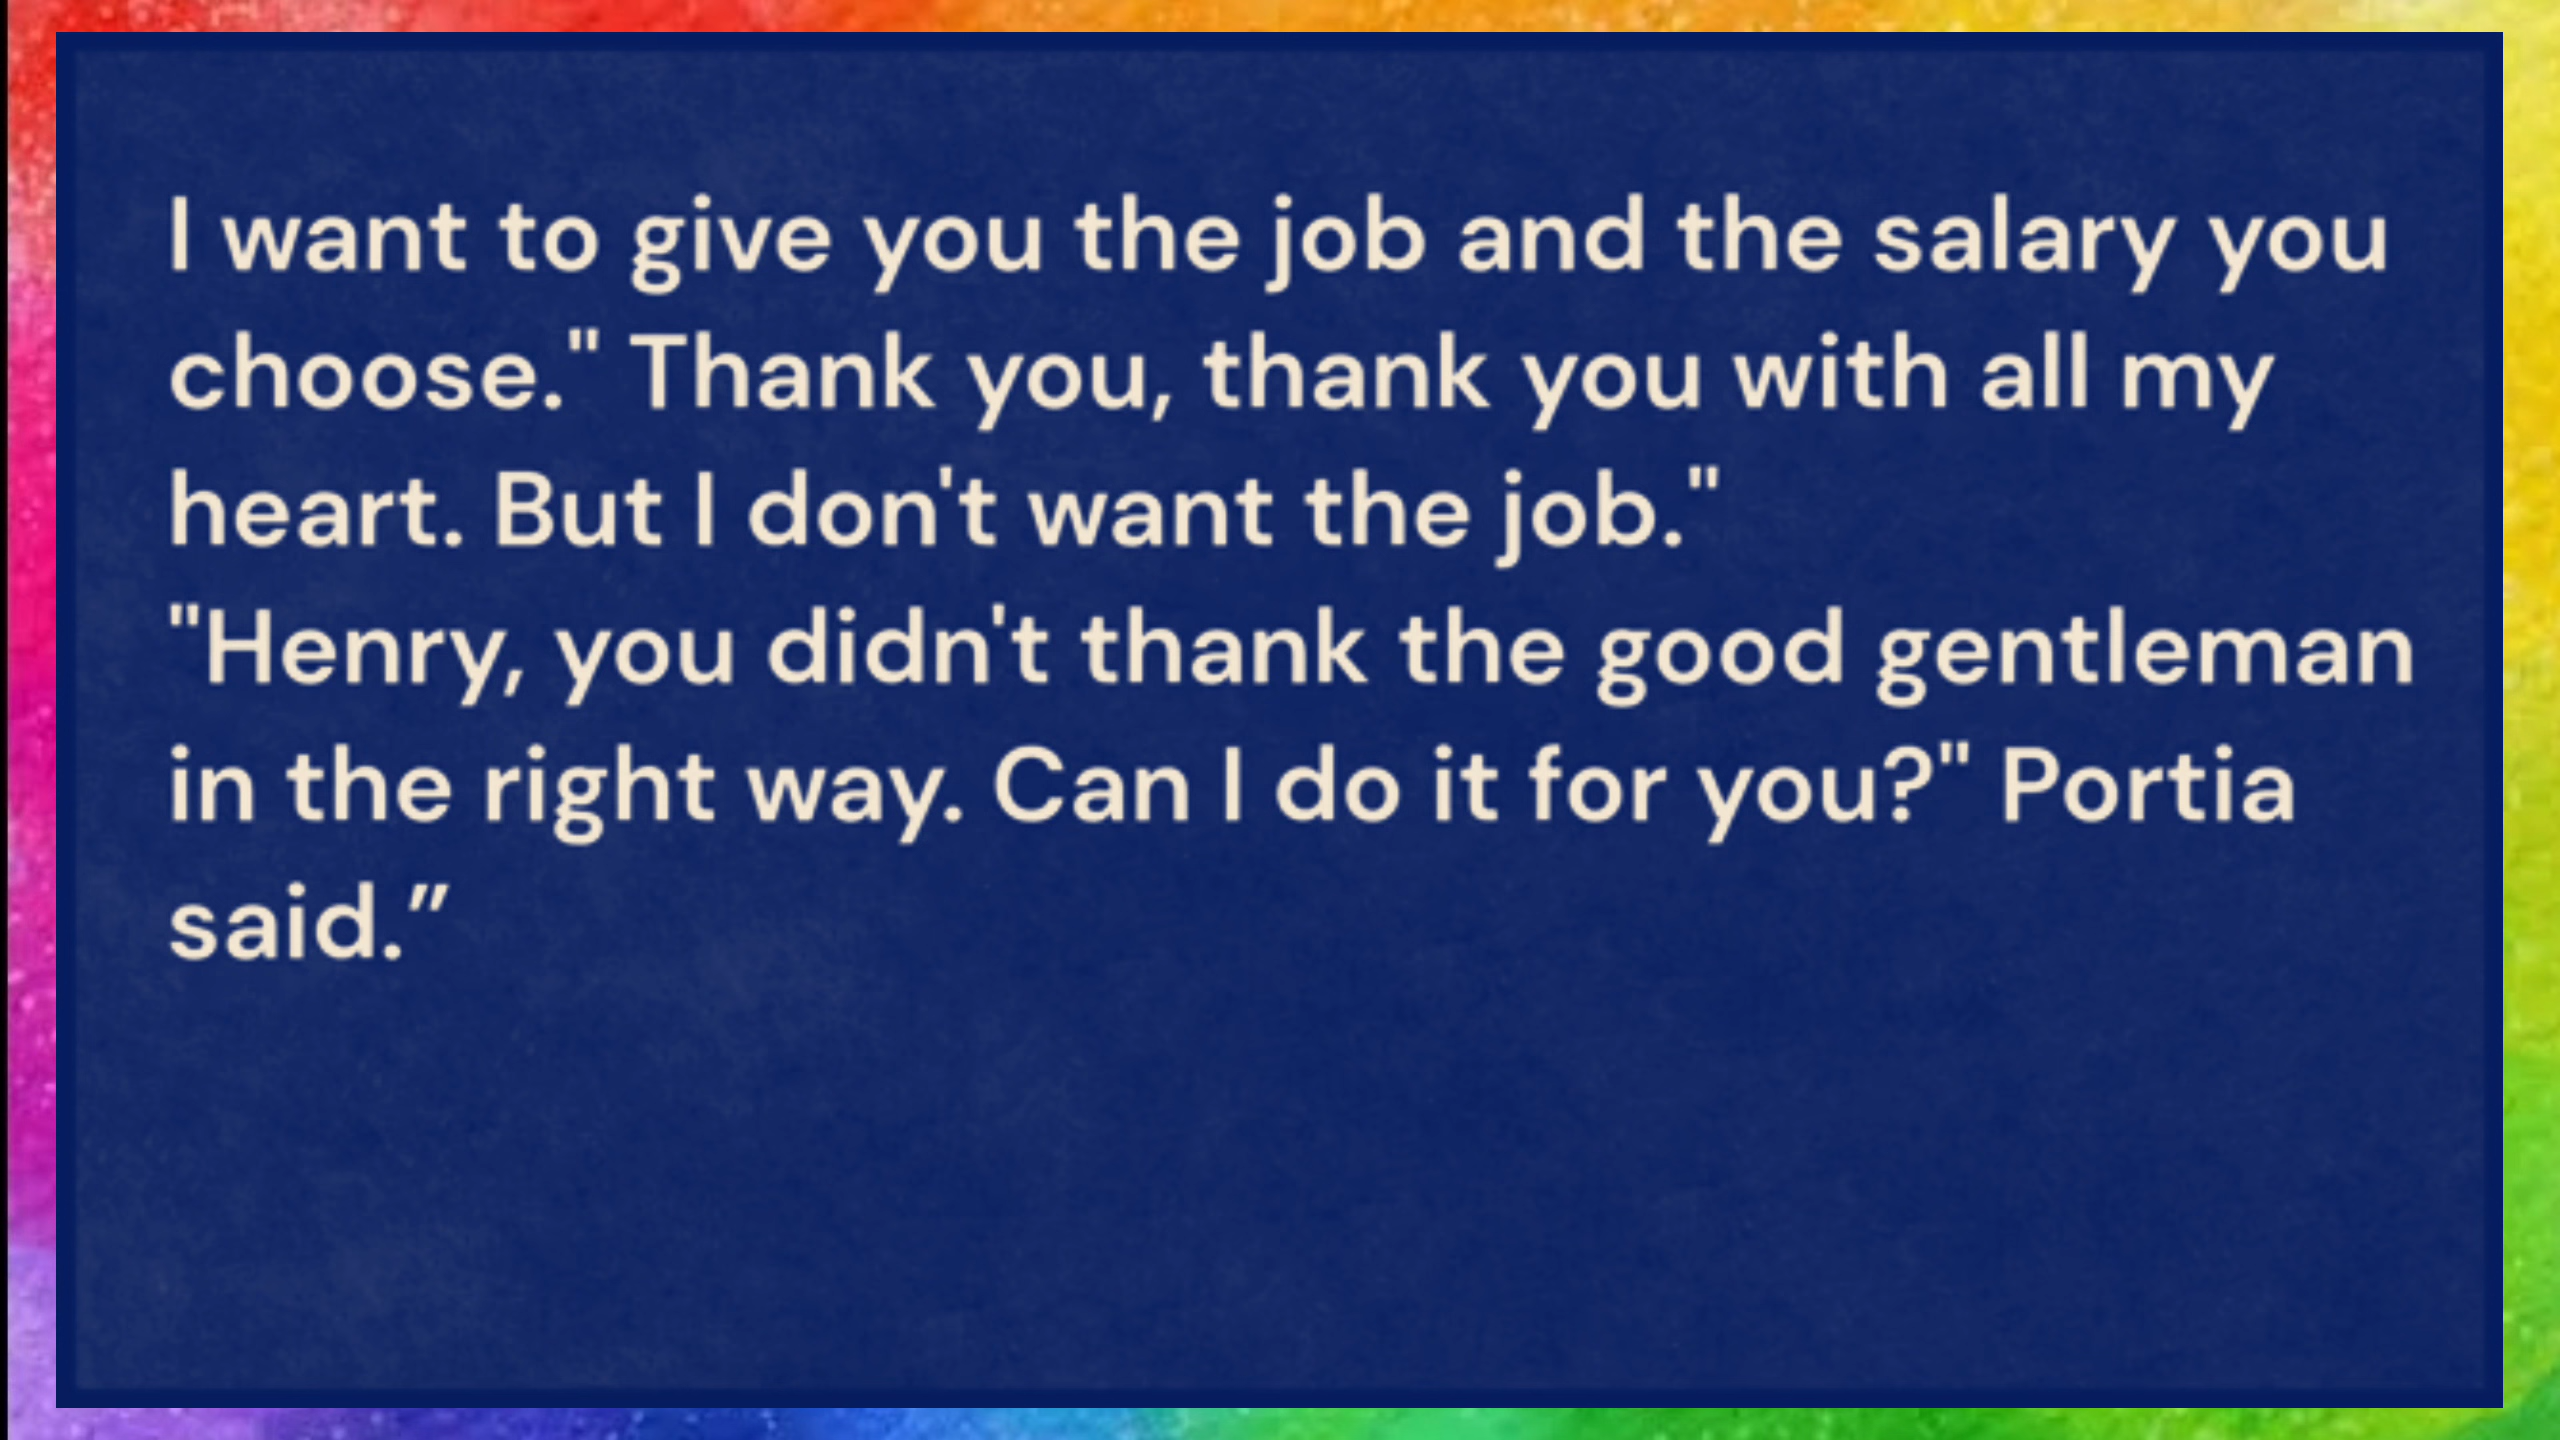 I want to give you the job and the salary you
choose." Thank you, thank you with all my
heart. But I don't want the job."
"Henry, you didn't thank the good gentleman
in the right way. Can I do it for you?" Portia
said.”